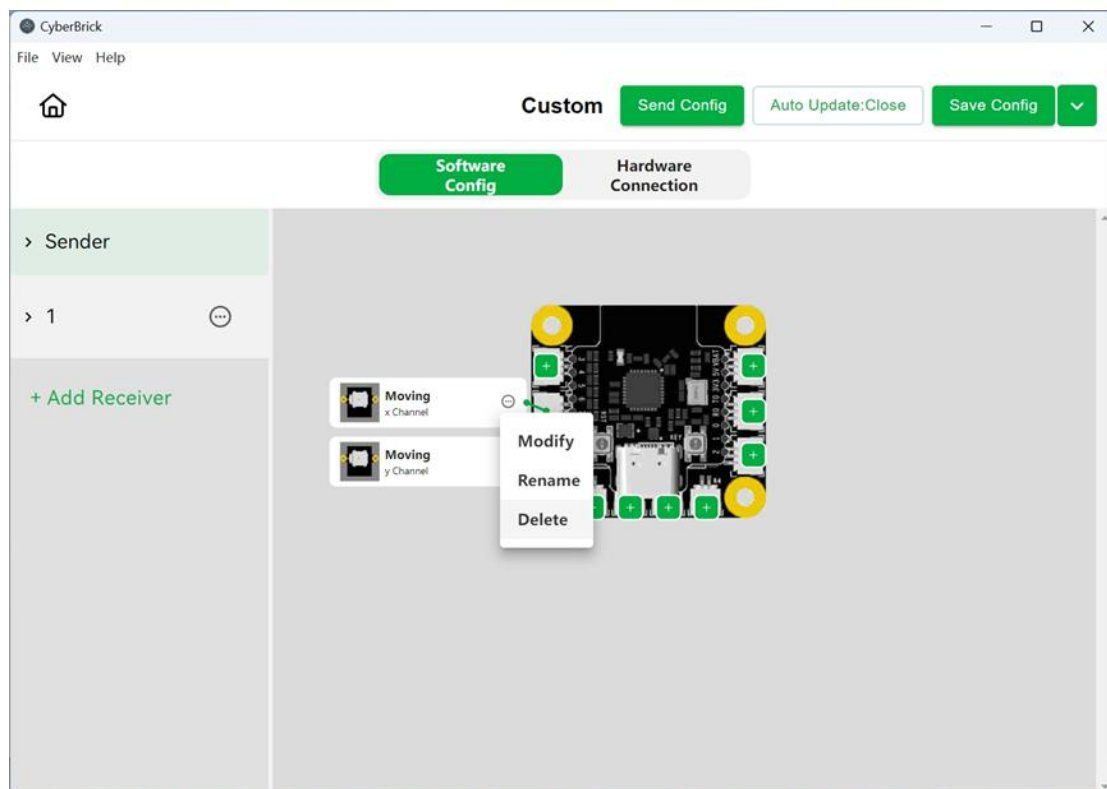 CyberBrick
File View Help
Custom
Send Config
Auto Update:Close
Save Config
Software
Config
Hardware
Connection
Sender
1
+ Add Receiver
Moving
x Channel
Moving
y Channel
Modify
Rename
Delete